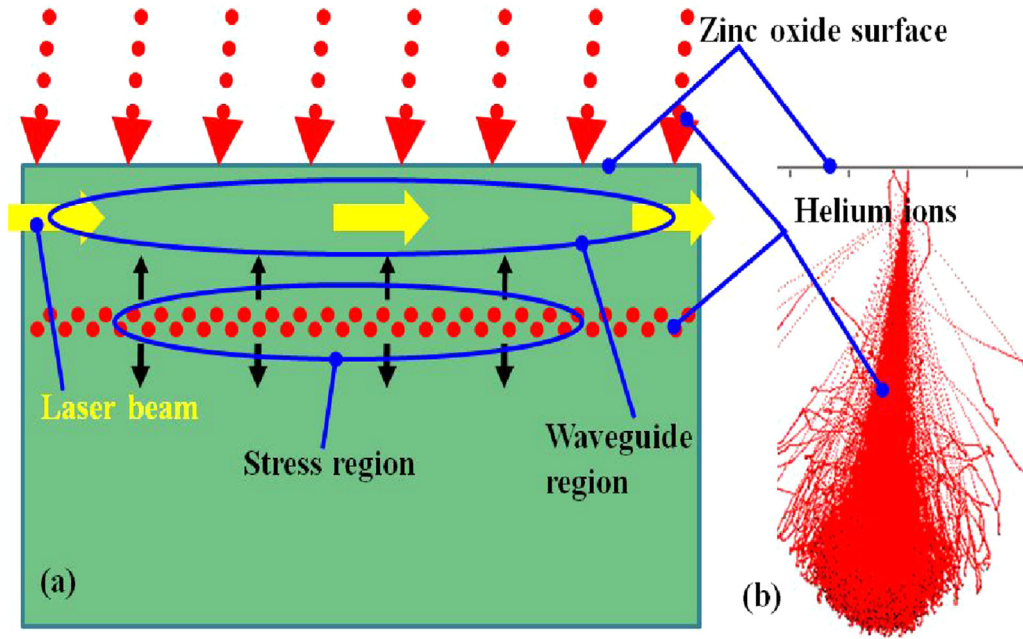 Zinc oxide surface
Helium ions
Laser beam
Stress region
Waveguide
region
(a)
(b)